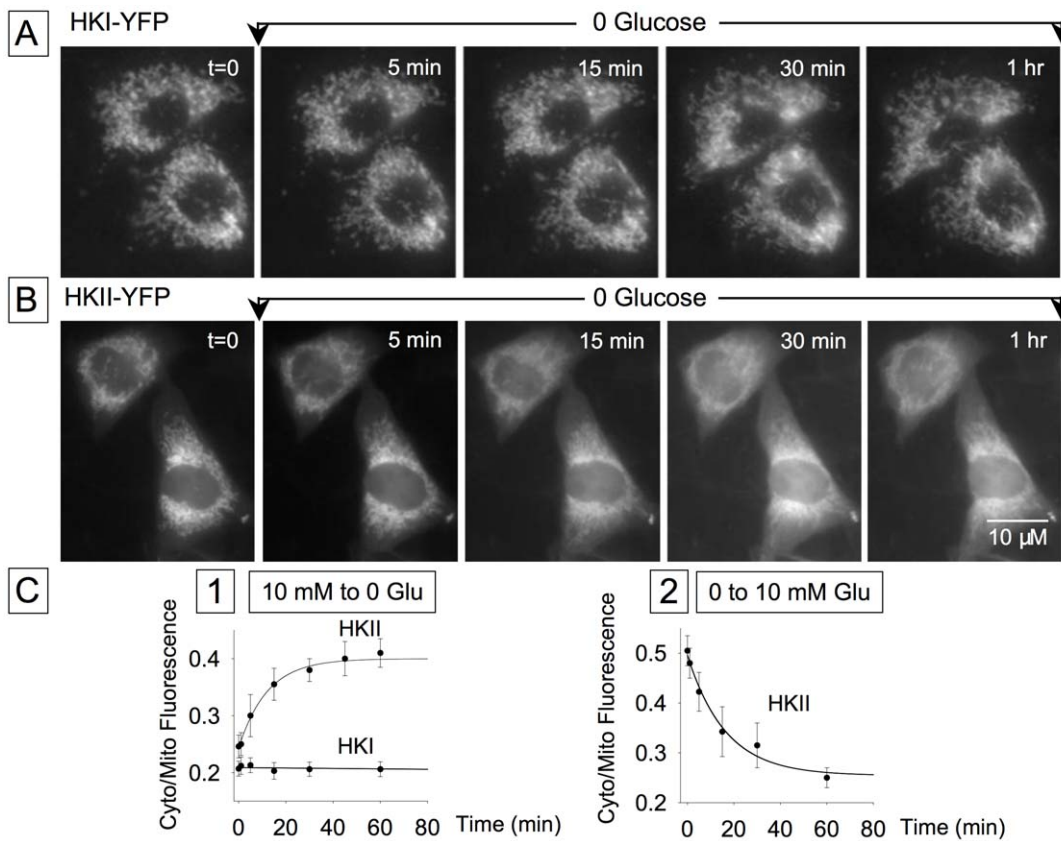 A
HKI-YFP
0 Glucose
t=0
5 min
15 min
30 min
1 hr
B
HKII-YFP
0 Glucose
t=0
5 min
15 min
30 min
1 hr
10 µM
C
1
10 mM to 0 Glu
Cyto/Mito Fluorescence
0.4
0.3
0.2
HKII
HKI
0
20
40
60
80
Time (min)
2
0 to 10 mM Glu
Cyto/Mito Fluorescence
0.5
0.4
0.3
0.2
HKII
0
20
40
60
80
Time (min)